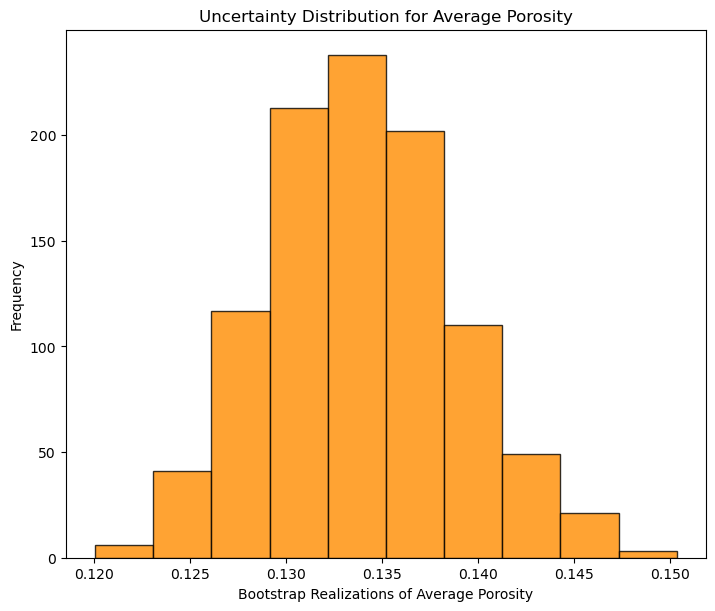 Uncertainty Distribution for Average Porosity
Frequency
200
150
100
50
0
0.120 0.125 0.130 0.135 0.140 0.145 0.150
Bootstrap Realizations of Average Porosity